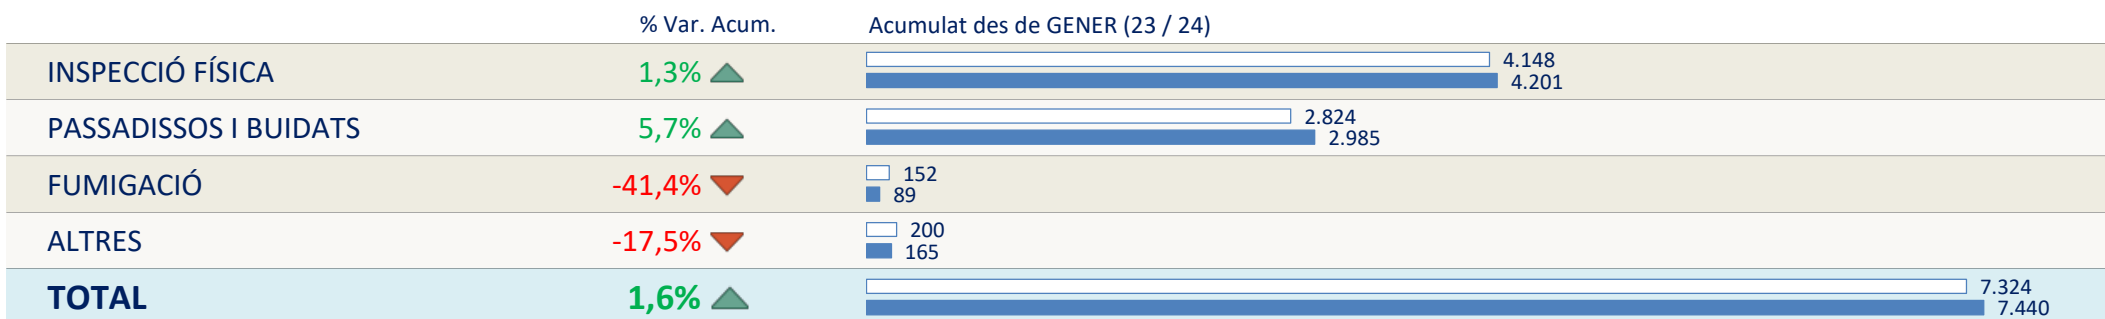 % Var. Acum. Acumulat des de GENER (23 / 24)
INSPECCIÓ FÍSICA 1,3% 4.148
4.201
PASSADISSOS I BUIDATS 5,7% 2.824
2.985
FUMIGACIÓ -41,4% 152
89
ALTRES -17,5% 200
165
TOTAL 1,6% 7.324
7.440